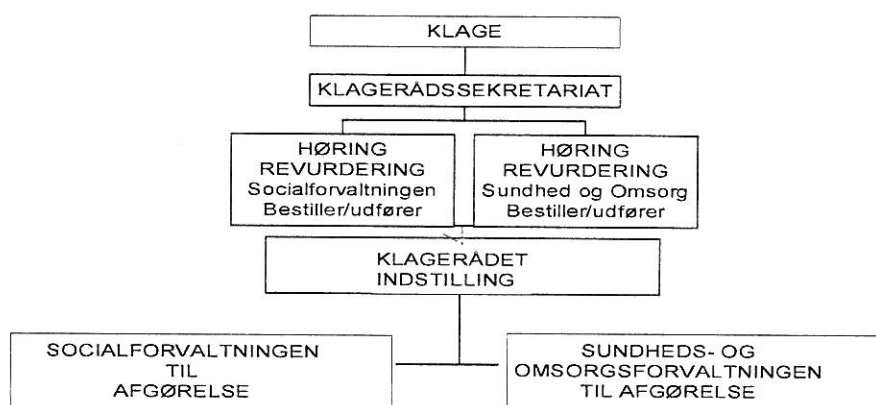 KLAGE
KLAGERÅDSSEKRETARIAT
HØRING
REVURDERING
Socialforvaltningen
Bestiller/udfører
HØRING
REVURDERING
Sundhed og Omsorg
Bestiller/udfører
KLAGERÅDET
INDSTILLING
SOCIALFORVALTNINGEN
TIL
AFGØRELSE
SUNDHEDS- OG
OMSORGSFORVALTNINGEN
TIL AFGØRELSE